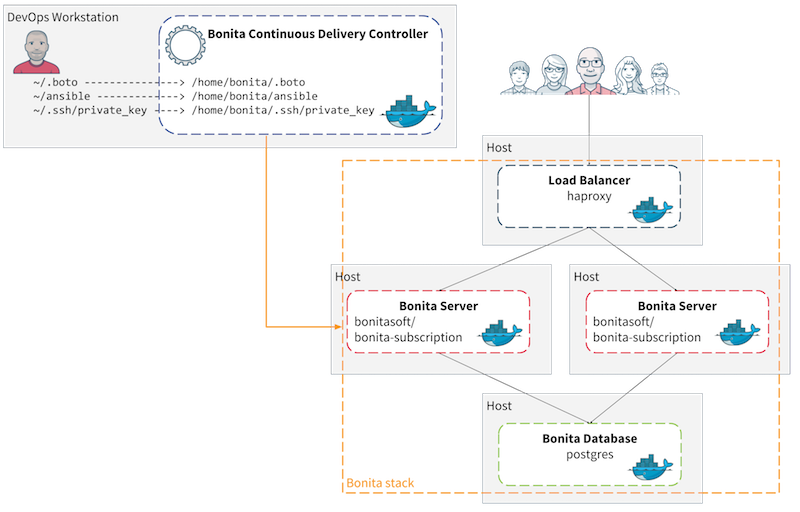 DevOps Workstation
Bonita Continuous Delivery Controller
~/.boto -------------> /home/bonita/.boto
~/ansible ------------> /home/bonita/ansible
~/.ssh/private_key ----> /home/bonita/.ssh/private_key
Host
Load Balancer
haproxy
Host
Bonita Server
bonitasoft/
bonita-subscription
Host
Bonita Server
bonitasoft/
bonita-subscription
Host
Bonita Database
postgres
Bonita stack